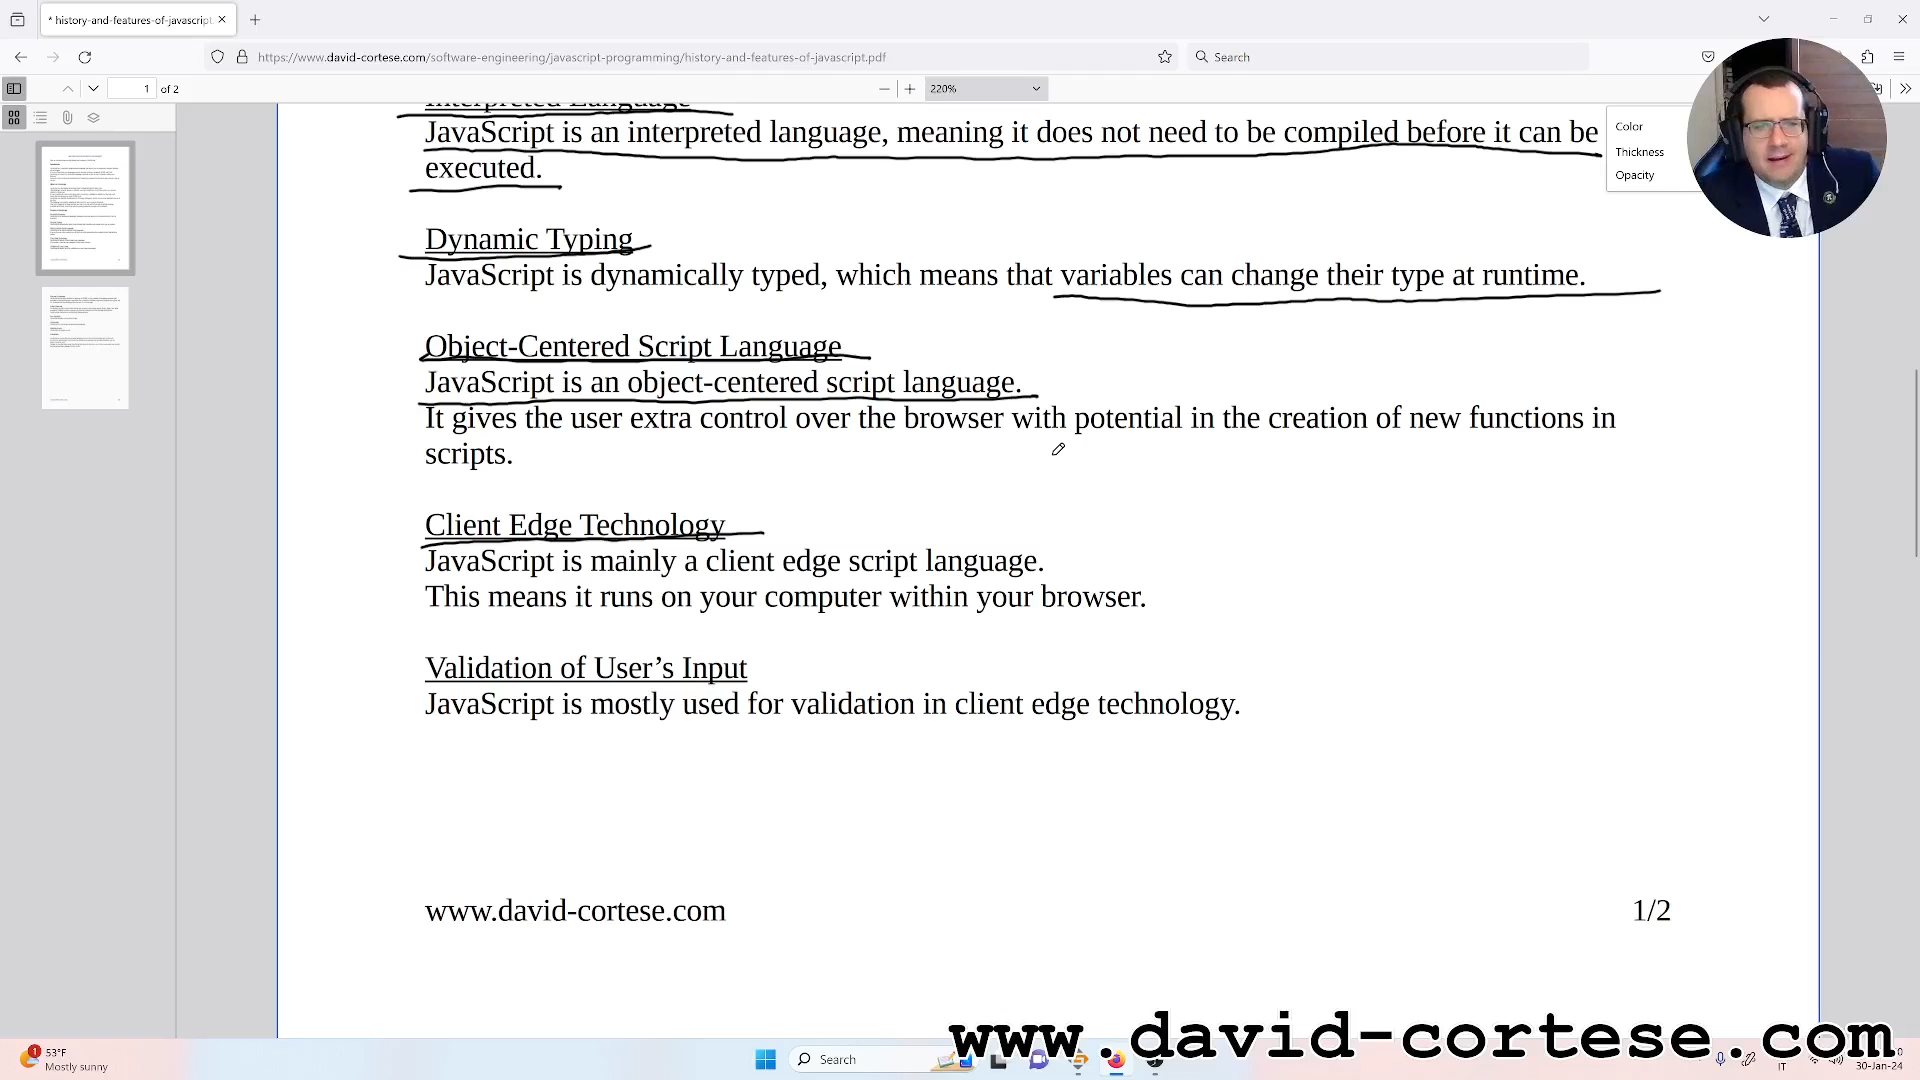 * history-and-features-of-javascript
https://www.david-cortese.com/software-engineering/javascript-programming/history-and-features-of-javascript.pdf
Search
1 of 2
220%
Color
Thickness
Opacity
Interpreted Language
JavaScript is an interpreted language, meaning it does not need to be compiled before it can be
executed.
Dynamic Typing
JavaScript is dynamically typed, which means that variables can change their type at runtime.
Object-Centered Script Language
JavaScript is an object-centered script language.
It gives the user extra control over the browser with potential in the creation of new functions in
scripts.
Client Edge Technology
JavaScript is mainly a client edge script language.
This means it runs on your computer within your browser.
Validation of User’s Input
JavaScript is mostly used for validation in client edge technology.
www.david-cortese.com
1/2
www.david-cortese.com
1
53°F
Mostly sunny
Search
IT
30-Jan-24